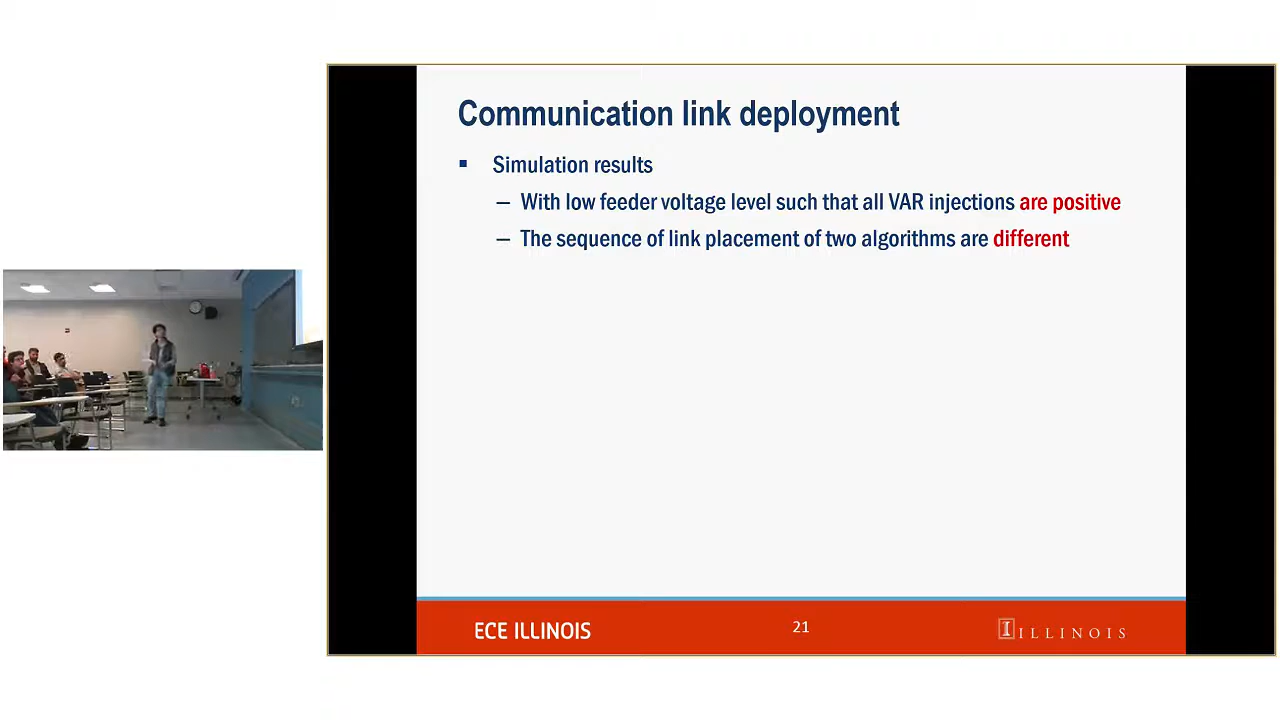 Communication link deployment
Simulation results
– With low feeder voltage level such that all VAR injections are positive
– The sequence of link placement of two algorithms are different
ECE ILLINOIS
21
I ILLINOIS